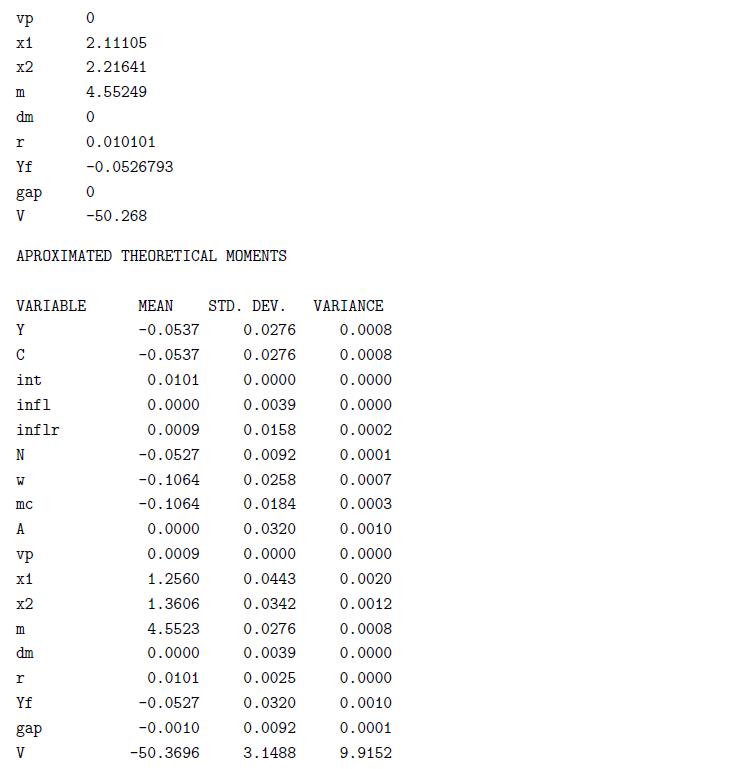 vp 0
x1 2.11105
x2 2.21641
m 4.55249
dm 0
r 0.010101
Yf -0.0526793
gap 0
V -50.268
APROXIMATED THEORETICAL MOMENTS
VARIABLE MEAN STD. DEV. VARIANCE
Y -0.0537 0.0276 0.0008
C -0.0537 0.0276 0.0008
int 0.0101 0.0000 0.0000
infl 0.0000 0.0039 0.0000
inflr 0.0009 0.0158 0.0002
N -0.0527 0.0092 0.0001
w -0.1064 0.0258 0.0007
mc -0.1064 0.0184 0.0003
A 0.0000 0.0320 0.0010
vp 0.0009 0.0000 0.0000
x1 1.2560 0.0443 0.0020
x2 1.3606 0.0342 0.0012
m 4.5523 0.0276 0.0008
dm 0.0000 0.0039 0.0000
r 0.0101 0.0025 0.0000
Yf -0.0527 0.0320 0.0010
gap -0.0010 0.0092 0.0001
V -50.3696 3.1488 9.9152